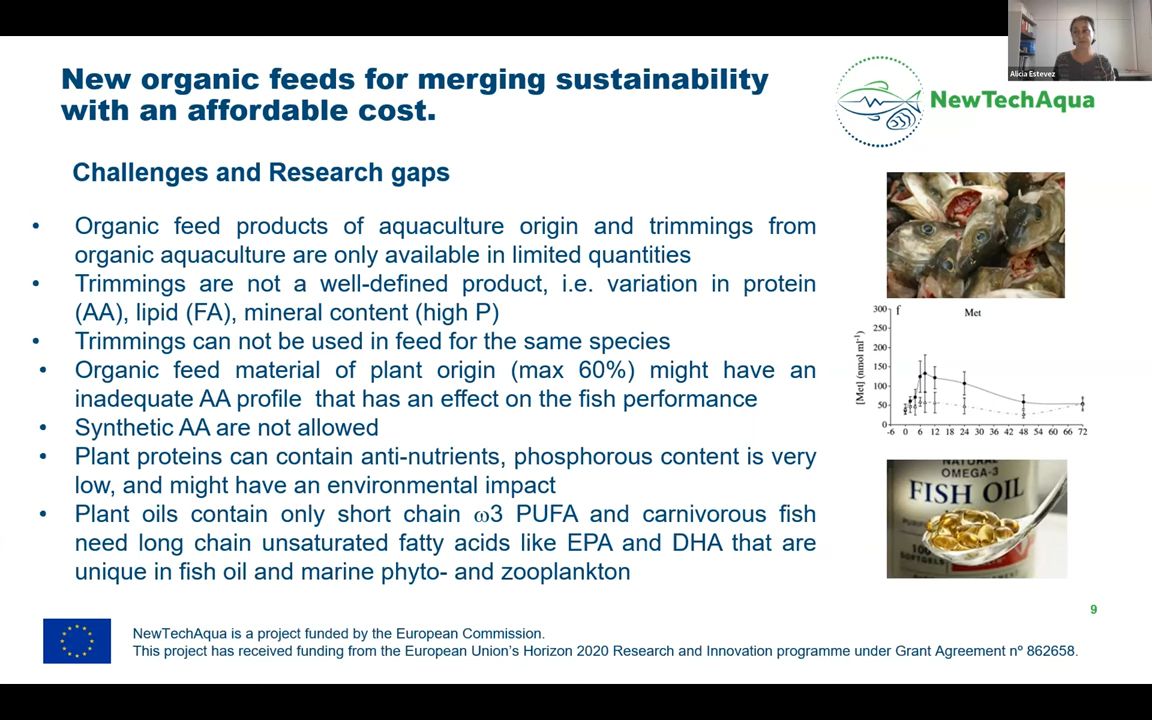 Alicia Estevez
New organic feeds for merging sustainability
with an affordable cost.
NewTechAqua
Challenges and Research gaps
• Organic feed products of aquaculture origin and trimmings from
organic aquaculture are only available in limited quantities
• Trimmings are not a well-defined product, i.e. variation in protein
(AA), lipid (FA), mineral content (high P)
• Trimmings can not be used in feed for the same species
• Organic feed material of plant origin (max 60%) might have an
inadequate AA profile that has an effect on the fish performance
• Synthetic AA are not allowed
• Plant proteins can contain anti-nutrients, phosphorous content is very
low, and might have an environmental impact
• Plant oils contain only short chain ω3 PUFA and carnivorous fish
need long chain unsaturated fatty acids like EPA and DHA that are
unique in fish oil and marine phyto- and zooplankton
f
Met
[Met] (nmol ml⁻¹)
300
250
200
150
100
50
0
-6 0 6 12 18 24 30 36 42 48 54 60 66 72
NATURAL
OMEGA-3
FISH OIL
SOFTGELS
9
NewTechAqua is a project funded by the European Commission.
This project has received funding from the European Union's Horizon 2020 Research and Innovation programme under Grant Agreement nº 862658.